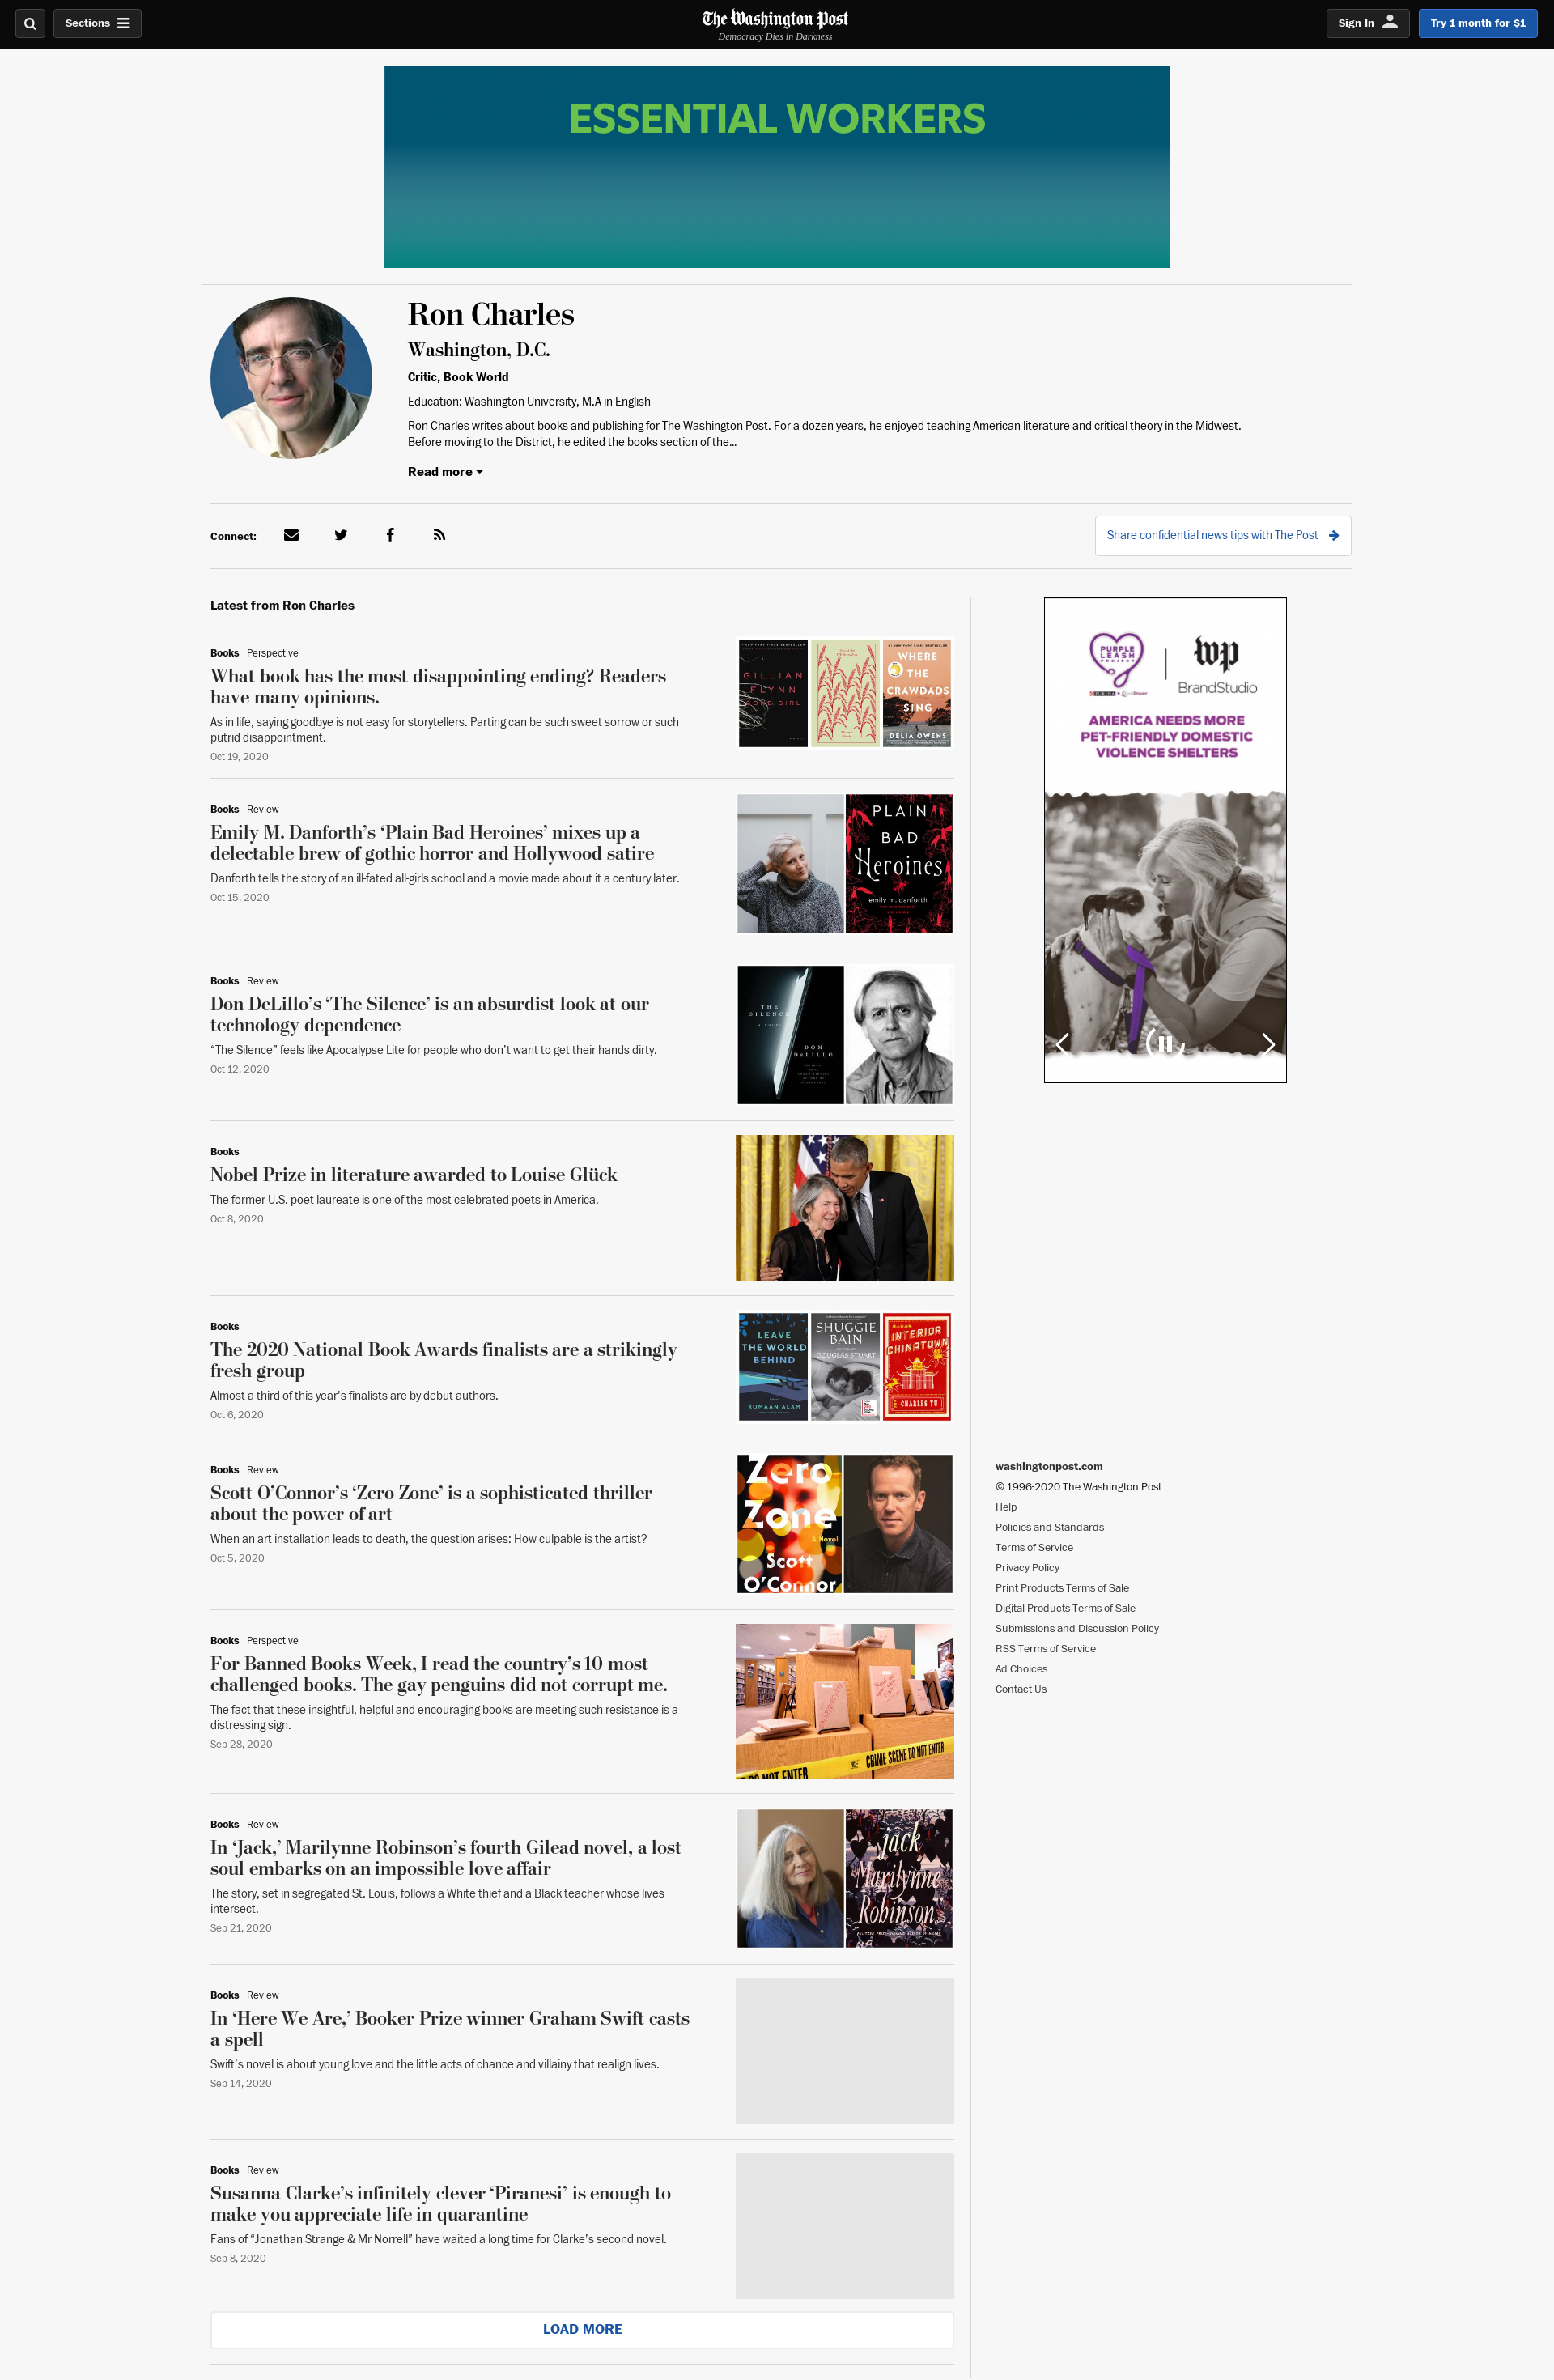 Sections
The Washington Post
Democracy Dies in Darkness
Sign In
Try 1 month for $1
ESSENTIAL WORKERS
Ron Charles
Washington, D.C.
Critic, Book World
Education: Washington University, M.A in English
Ron Charles writes about books and publishing for The Washington Post. For a dozen years, he enjoyed teaching American literature and critical theory in the Midwest.
Before moving to the District, he edited the books section of the...
Read more
Connect:
Share confidential news tips with The Post
Latest from Ron Charles
Books Perspective
What book has the most disappointing ending? Readers
have many opinions.
As in life, saying goodbye is not easy for storytellers. Parting can be such sweet sorrow or such
putrid disappointment.
Oct 19, 2020
GILLIAN
FLYNN
GONE GIRL
WHERE
THE
CRAWDADS
SING
DELIA OWENS
Books Review
Emily M. Danforth’s ‘Plain Bad Heroines’ mixes up a
delectable brew of gothic horror and Hollywood satire
Danforth tells the story of an ill-fated all-girls school and a movie made about it a century later.
Oct 15, 2020
PLAIN
BAD
Heroines
emily m. danforth
Books Review
Don DeLillo’s ‘The Silence’ is an absurdist look at our
technology dependence
“The Silence” feels like Apocalypse Lite for people who don’t want to get their hands dirty.
Oct 12, 2020
THE
SILENCE
A NOVEL
DON
DELILLO
Books
Nobel Prize in literature awarded to Louise Glück
The former U.S. poet laureate is one of the most celebrated poets in America.
Oct 8, 2020
Books
The 2020 National Book Awards finalists are a strikingly
fresh group
Almost a third of this year's finalists are by debut authors.
Oct 6, 2020
LEAVE
THE WORLD
BEHIND
RUMAAN ALAM
SHUGGIE
BAIN
DOUGLAS STUART
INTERIOR
CHINATOWN
CHARLES YU
Books Review
Scott O’Connor’s ‘Zero Zone’ is a sophisticated thriller
about the power of art
When an art installation leads to death, the question arises: How culpable is the artist?
Oct 5, 2020
Zero
Zone
A Novel
Scott
O'Connor
Books Perspective
For Banned Books Week, I read the country’s 10 most
challenged books. The gay penguins did not corrupt me.
The fact that these insightful, helpful and encouraging books are meeting such resistance is a
distressing sign.
Sep 28, 2020
DO NOT ENTER
CRIME SCENE DO NOT ENTER
Books Review
In ‘Jack,’ Marilynne Robinson’s fourth Gilead novel, a lost
soul embarks on an impossible love affair
The story, set in segregated St. Louis, follows a White thief and a Black teacher whose lives
intersect.
Sep 21, 2020
jack
Marilynne
Robinson
Books Review
In ‘Here We Are,’ Booker Prize winner Graham Swift casts
a spell
Swift’s novel is about young love and the little acts of chance and villainy that realign lives.
Sep 14, 2020
Books Review
Susanna Clarke’s infinitely clever ‘Piranesi’ is enough to
make you appreciate life in quarantine
Fans of “Jonathan Strange & Mr Norrell” have waited a long time for Clarke’s second novel.
Sep 8, 2020
LOAD MORE
PURPLE
LEASH
PROJECT
wp
BrandStudio
PURINA
AMERICA NEEDS MORE
PET-FRIENDLY DOMESTIC
VIOLENCE SHELTERS
washingtonpost.com
© 1996-2020 The Washington Post
Help
Policies and Standards
Terms of Service
Privacy Policy
Print Products Terms of Sale
Digital Products Terms of Sale
Submissions and Discussion Policy
RSS Terms of Service
Ad Choices
Contact Us